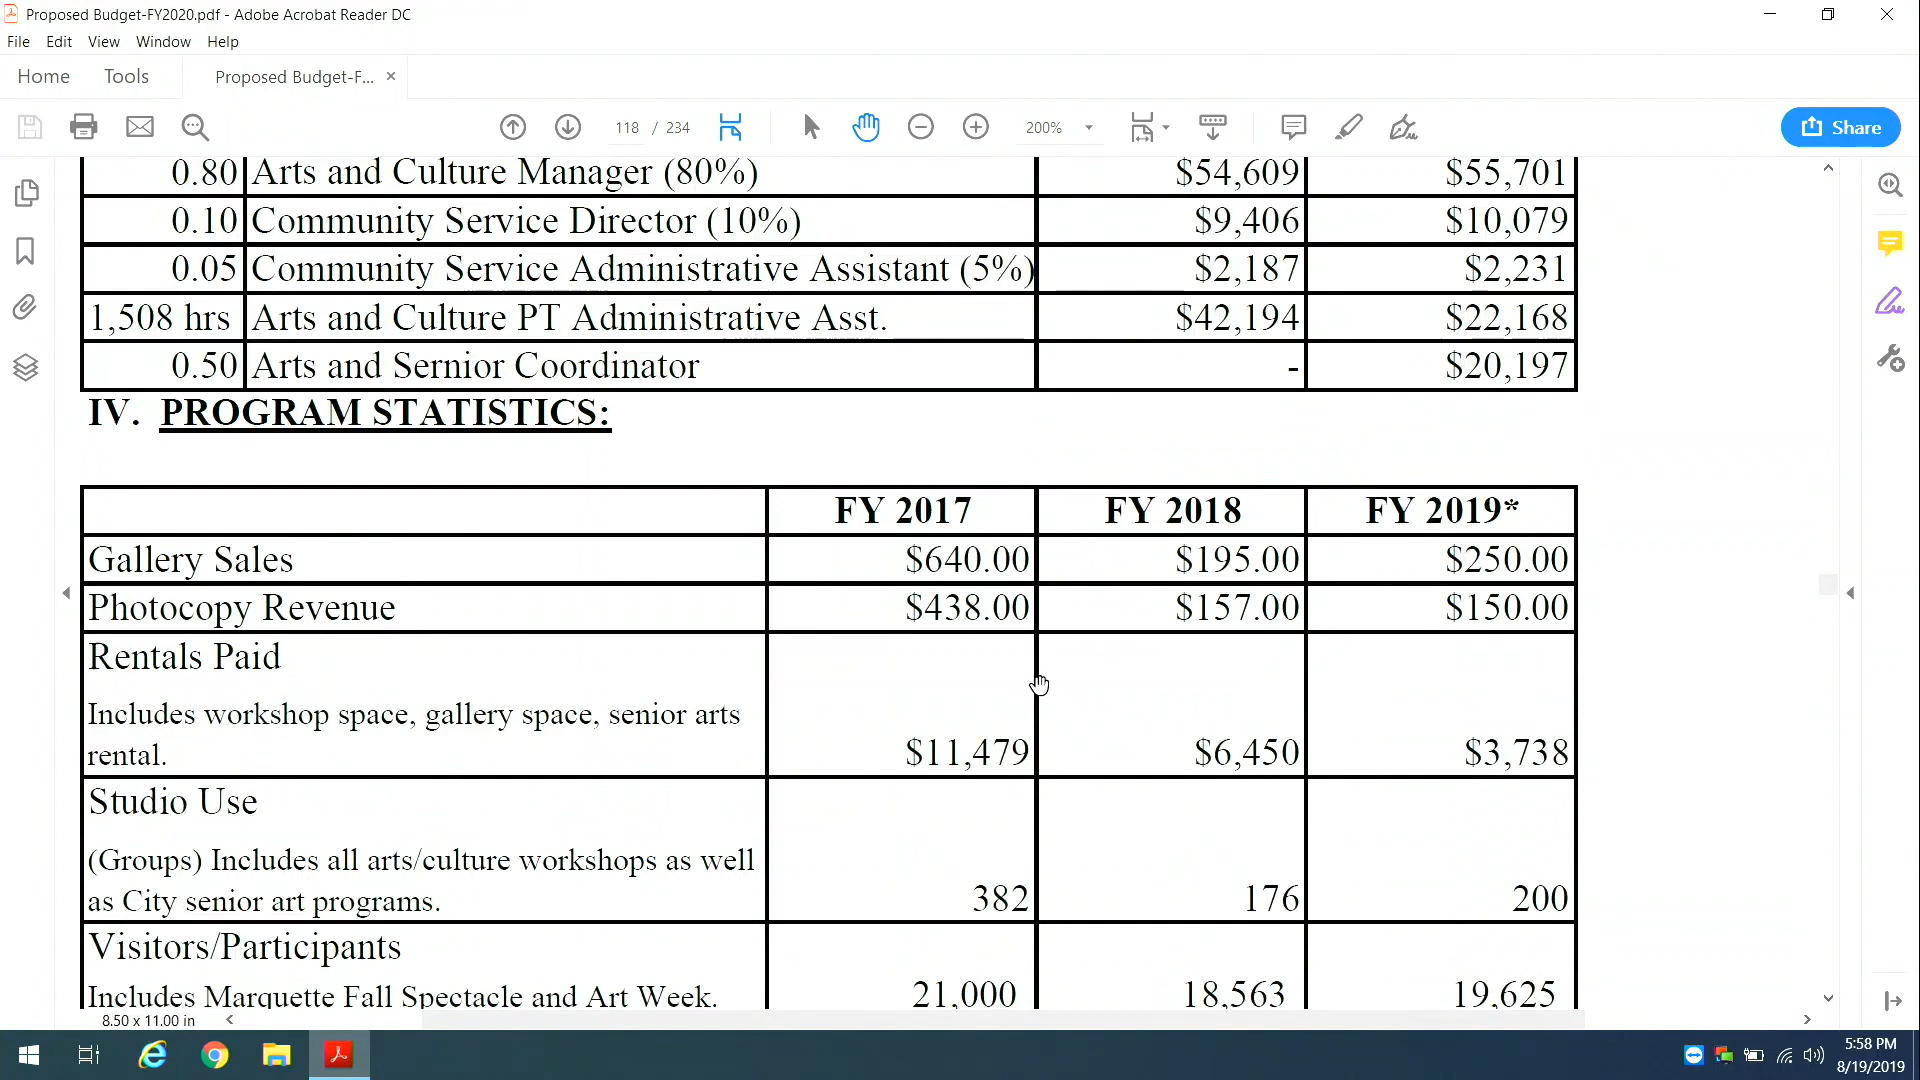 Proposed Budget-FY2020.pdf - Adobe Acrobat Reader DC
File Edit View Window Help
Home Tools Proposed Budget-F... ×
118 / 234 200% Share
0.80 Arts and Culture Manager (80%) $54,609 $55,701
0.10 Community Service Director (10%) $9,406 $10,079
0.05 Community Service Administrative Assistant (5%) $2,187 $2,231
1,508 hrs Arts and Culture PT Administrative Asst. $42,194 $22,168
0.50 Arts and Sernior Coordinator - $20,197
IV. PROGRAM STATISTICS:
FY 2017 FY 2018 FY 2019*
Gallery Sales $640.00 $195.00 $250.00
Photocopy Revenue $438.00 $157.00 $150.00
Rentals Paid
Includes workshop space, gallery space, senior arts
rental. $11,479 $6,450 $3,738
Studio Use
(Groups) Includes all arts/culture workshops as well
as City senior art programs. 382 176 200
Visitors/Participants
Includes Marquette Fall Spectacle and Art Week. 21,000 18,563 19,625
8.50 x 11.00 in
5:58 PM
8/19/2019